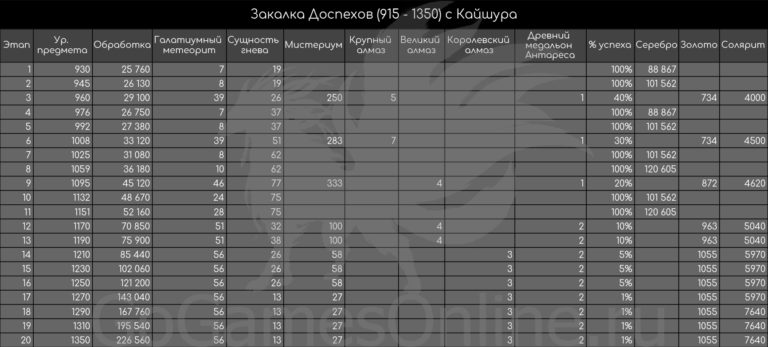 Закалка Доспехов (915 - 1350) с Кайшура
Этап Ур. предмета Обработка Галатиумный метеорит Сущность гнева Мистериум Крупный алмаз Великий алмаз Королевский алмаз Древний медальон Антареса % успеха Серебро Золото Солярит
1 930 25 760 7 19 100% 88 867
2 945 26 130 8 19 100% 101 562
3 960 29 100 39 26 250 5 1 40% 734 4000
4 976 26 750 7 37 100% 88 867
5 992 27 380 8 37 100% 101 562
6 1008 33 120 39 51 283 7 1 30% 734 4500
7 1025 31 080 8 62 100% 101 562
8 1059 36 180 10 62 100% 120 605
9 1095 45 120 46 77 333 4 1 20% 872 4620
10 1132 48 670 24 75 100% 101 562
11 1151 52 160 28 75 100% 120 605
12 1170 70 850 51 32 100 4 2 10% 963 5040
13 1190 75 900 51 38 100 4 2 10% 963 5040
14 1210 85 440 56 26 58 3 2 5% 1055 5970
15 1230 102 060 56 26 58 3 2 5% 1055 5970
16 1250 121 200 56 26 58 3 2 5% 1055 5970
17 1270 143 040 56 13 27 3 2 1% 1055 5970
18 1290 167 760 56 13 27 3 2 1% 1055 7640
19 1310 195 540 56 13 27 3 2 1% 1055 7640
20 1350 226 560 56 13 27 3 2 1% 1055 7640
GoGamesOnline.ru